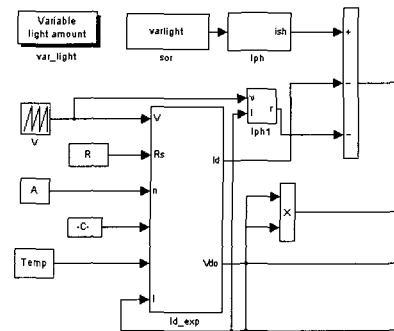 Variable
light amount
var_light
varlight
sor
ish
Iph
+
−
−
V
v
I
r
Iph1
V
Rs
n
I
Id
Vdo
Id_exp
R
A
-C-
Temp
X